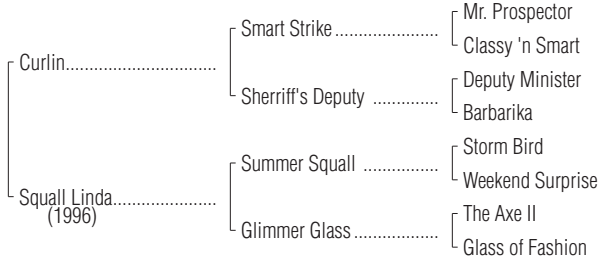 Mr. Prospector
Smart Strike....................
Classy 'n Smart
Curlin..............................
Deputy Minister
Sherriff's Deputy .............
Barbarika
Storm Bird
Summer Squall ...............
Weekend Surprise
Squall Linda.....................
(1996)
The Axe II
Glimmer Glass.................
Glass of Fashion